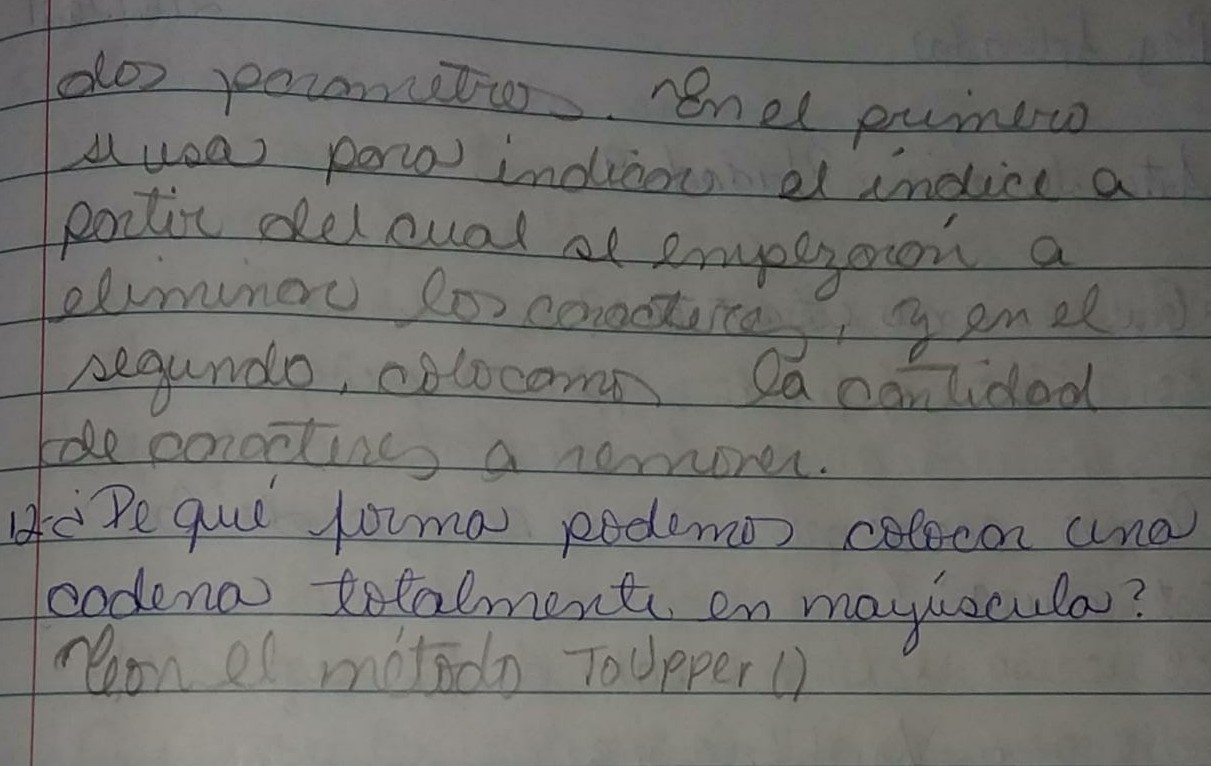 dos parametros. En el primero
se usa para indicar el índice a
partir del cual se empezarán a
eliminar los caracteres, y en el
segundo, colocamos la cantidad
de caracteres a remover.
12-¿De qué forma podemos colocar una
cadena totalmente en mayúscula?
Con el método ToUpper()